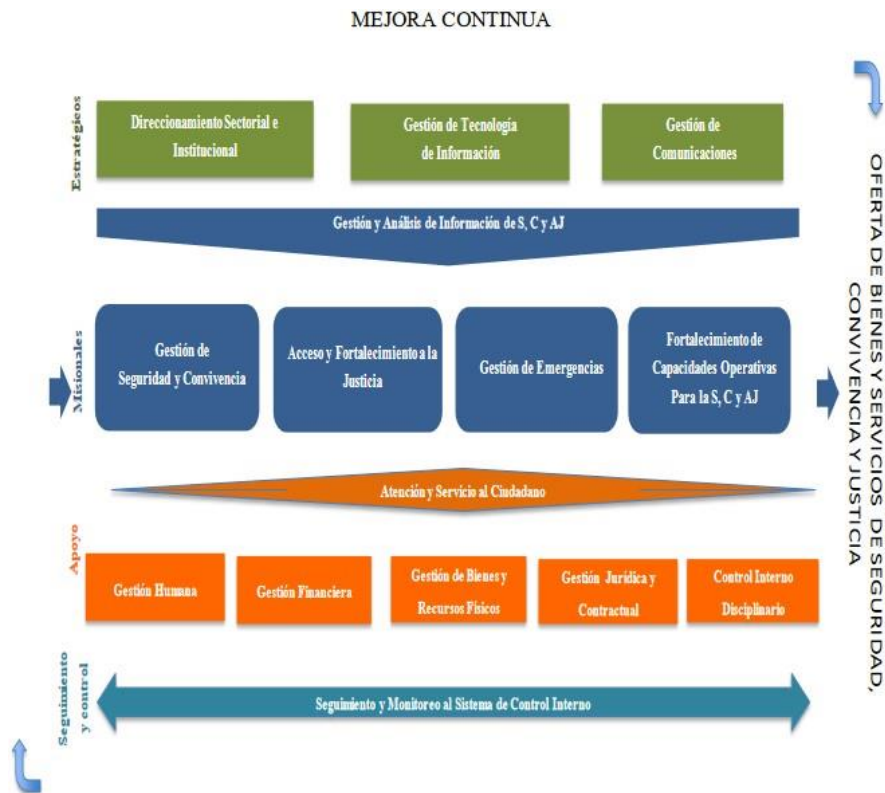 MEJORA CONTINUA
Estratégicos
Direccionamiento Sectorial e
Institucional
Gestión de Tecnología
de Información
Gestión de
Comunicaciones
Gestión y Análisis de Información de S, C y AJ
Misionales
Gestión de
Seguridad y Convivencia
Acceso y Fortalecimiento a la
Justicia
Gestión de Emergencias
Fortalecimiento de
Capacidades Operativas
Para la S, C y AJ
Atención y Servicio al Ciudadano
Apoyo
Gestión Humana
Gestión Financiera
Gestión de Bienes y
Recursos Físicos
Gestión Jurídica y
Contractual
Control Interno
Disciplinario
Seguimiento
y control
Seguimiento y Monitoreo al Sistema de Control Interno
OFERTA DE BIENES Y SERVICIOS DE SEGURIDAD,
CONVIVENCIA Y JUSTICIA